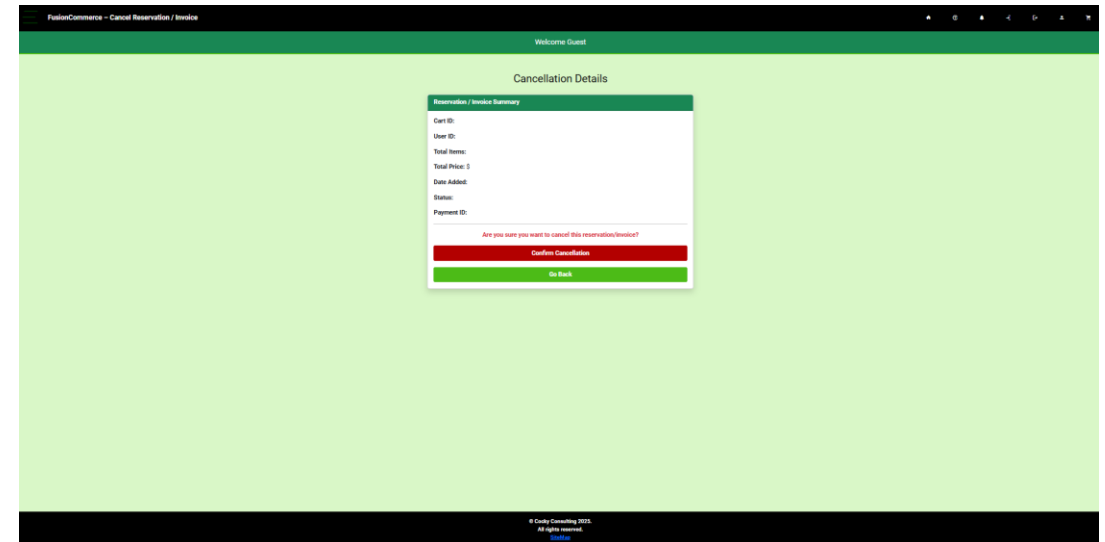 FusionCommerce – Cancel Reservation / Invoice
Welcome Guest
Cancellation Details
Reservation / Invoice Summary
Cart ID:
User ID:
Total Items:
Total Price: $
Date Added:
Status:
Payment ID:
Are you sure you want to cancel this reservation/invoice?
Confirm Cancellation
Go Back
© Cocky Consulting 2025.
All rights reserved.
SiteMap